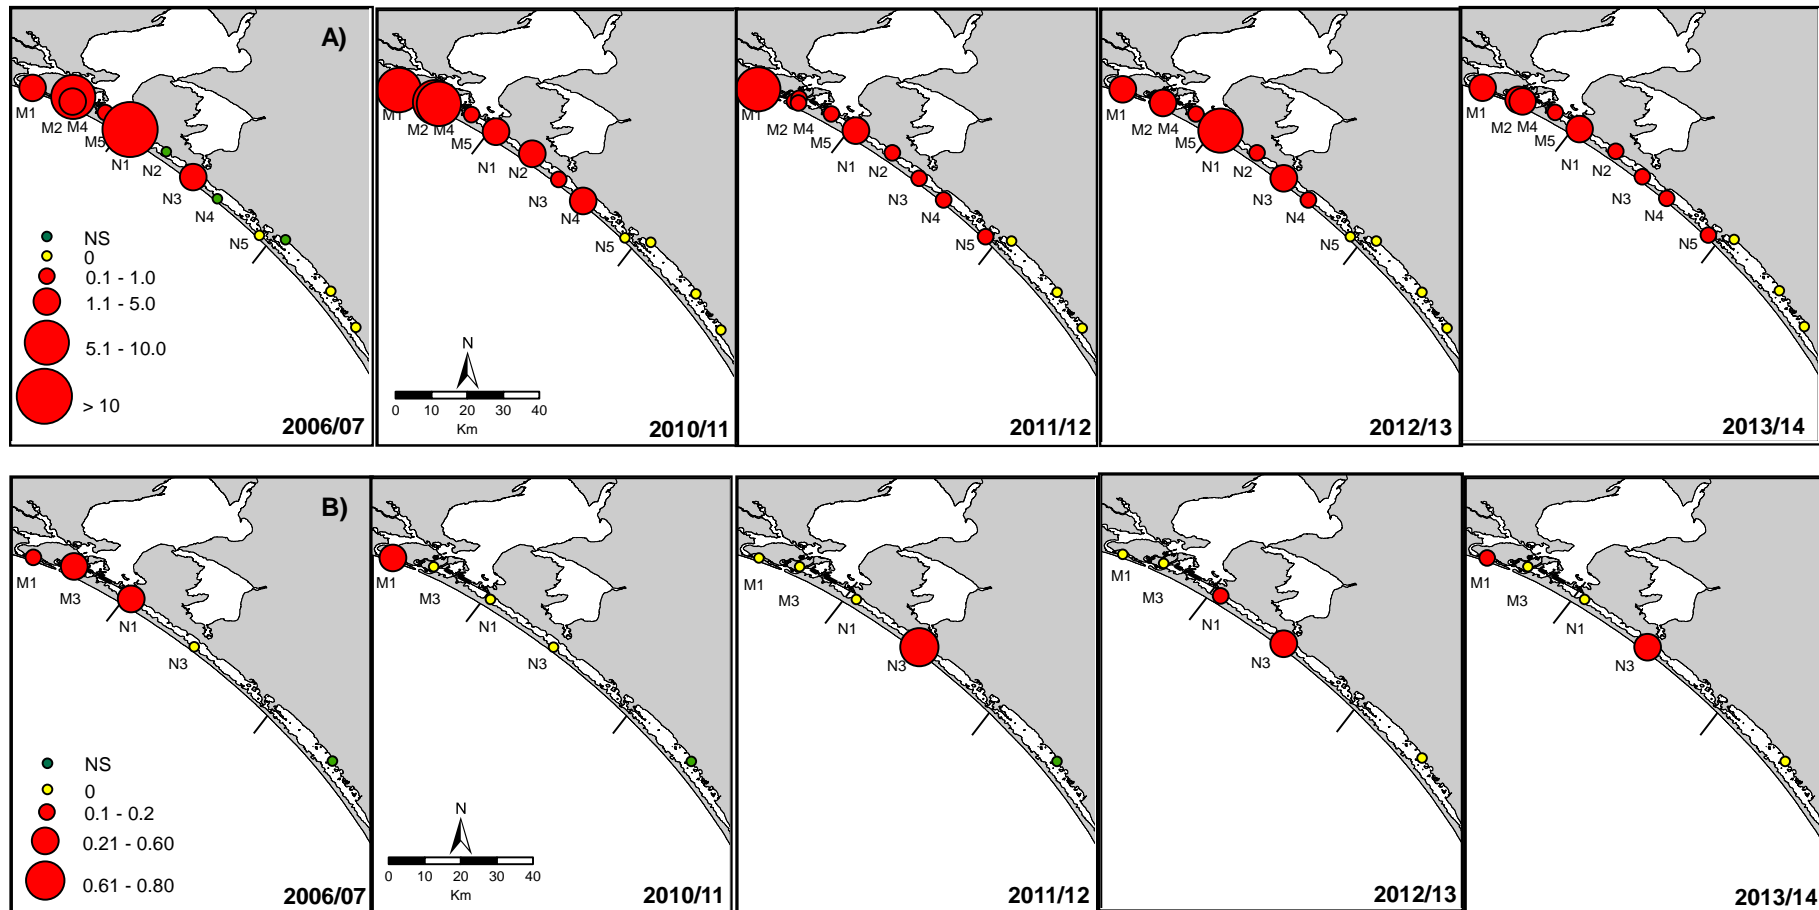 A)
M1
M2
M4
M5
N1
N2
N3
N4
N5
NS
0
0.1 - 1.0
1.1 - 5.0
5.1 - 10.0
> 10
2006/07
M1
M2
M4
M5
N1
N2
N3
N4
N5
N
0 10 20 30 40
Km
2010/11
M1
M2
M4
M5
N1
N2
N3
N4
N5
2011/12
M1
M2
M4
M5
N1
N2
N3
N4
N5
2012/13
M1
M2
M4
M5
N1
N2
N3
N4
N5
2013/14
B)
M1
M3
N1
N3
NS
0
0.1 - 0.2
0.21 - 0.60
0.61 - 0.80
2006/07
M1
M3
N1
N3
N
0 10 20 30 40
Km
2010/11
M1
M3
N1
N3
2011/12
M1
M3
N1
N3
2012/13
M1
M3
N1
N3
2013/14